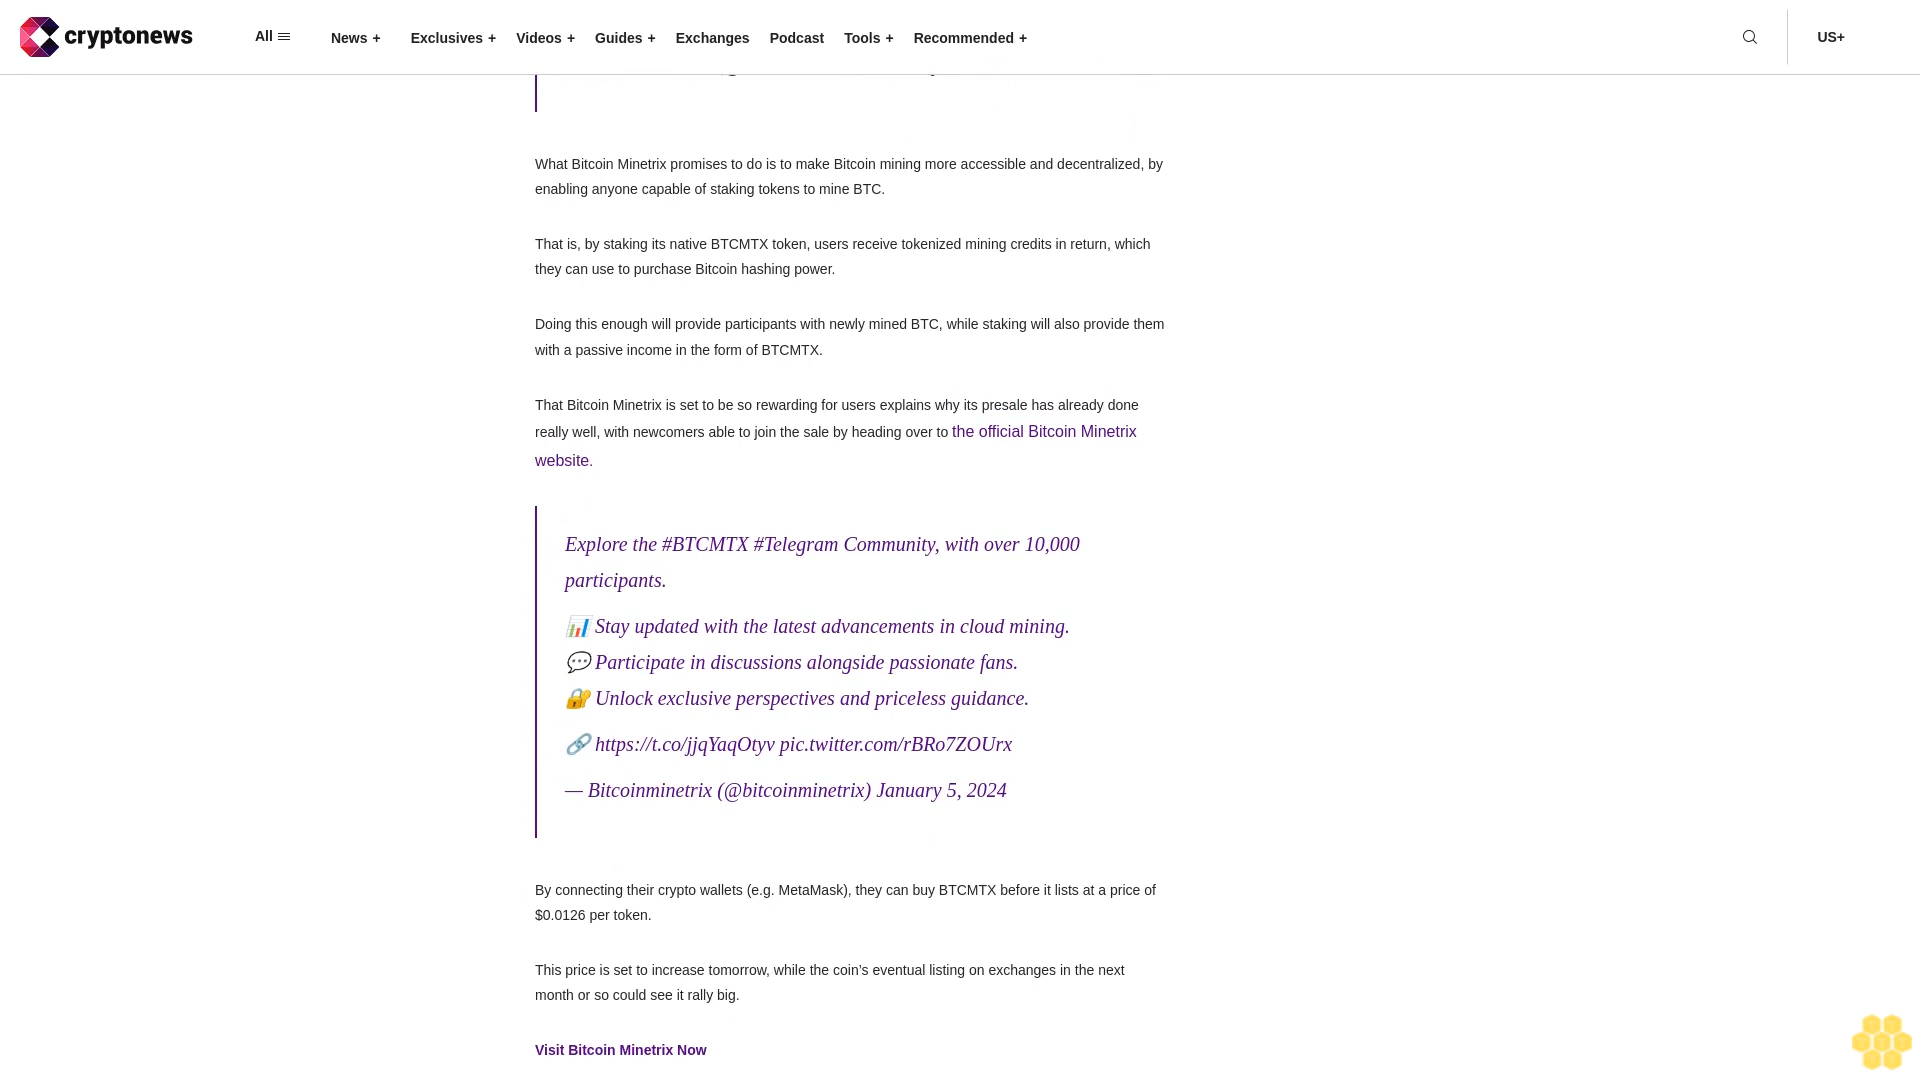 cryptonews
All
News +
Exclusives +
Videos +
Guides +
Exchanges
Podcast
Tools +
Recommended +
US+
What Bitcoin Minetrix promises to do is to make Bitcoin mining more accessible and decentralized, by
enabling anyone capable of staking tokens to mine BTC.
That is, by staking its native BTCMTX token, users receive tokenized mining credits in return, which
they can use to purchase Bitcoin hashing power.
Doing this enough will provide participants with newly mined BTC, while staking will also provide them
with a passive income in the form of BTCMTX.
That Bitcoin Minetrix is set to be so rewarding for users explains why its presale has already done
really well, with newcomers able to join the sale by heading over to the official Bitcoin Minetrix
website.
Explore the #BTCMTX #Telegram Community, with over 10,000
participants.
📊 Stay updated with the latest advancements in cloud mining.
💬 Participate in discussions alongside passionate fans.
🔐 Unlock exclusive perspectives and priceless guidance.
🔗 https://t.co/jjqYaqOtyv pic.twitter.com/rBRo7ZOUrx
— Bitcoinminetrix (@bitcoinminetrix) January 5, 2024
By connecting their crypto wallets (e.g. MetaMask), they can buy BTCMTX before it lists at a price of
$0.0126 per token.
This price is set to increase tomorrow, while the coin’s eventual listing on exchanges in the next
month or so could see it rally big.
Visit Bitcoin Minetrix Now